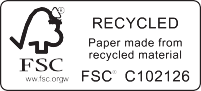 FSC
www.fsc.org
RECYCLED
Paper made from
recycled material
FSC® C102126